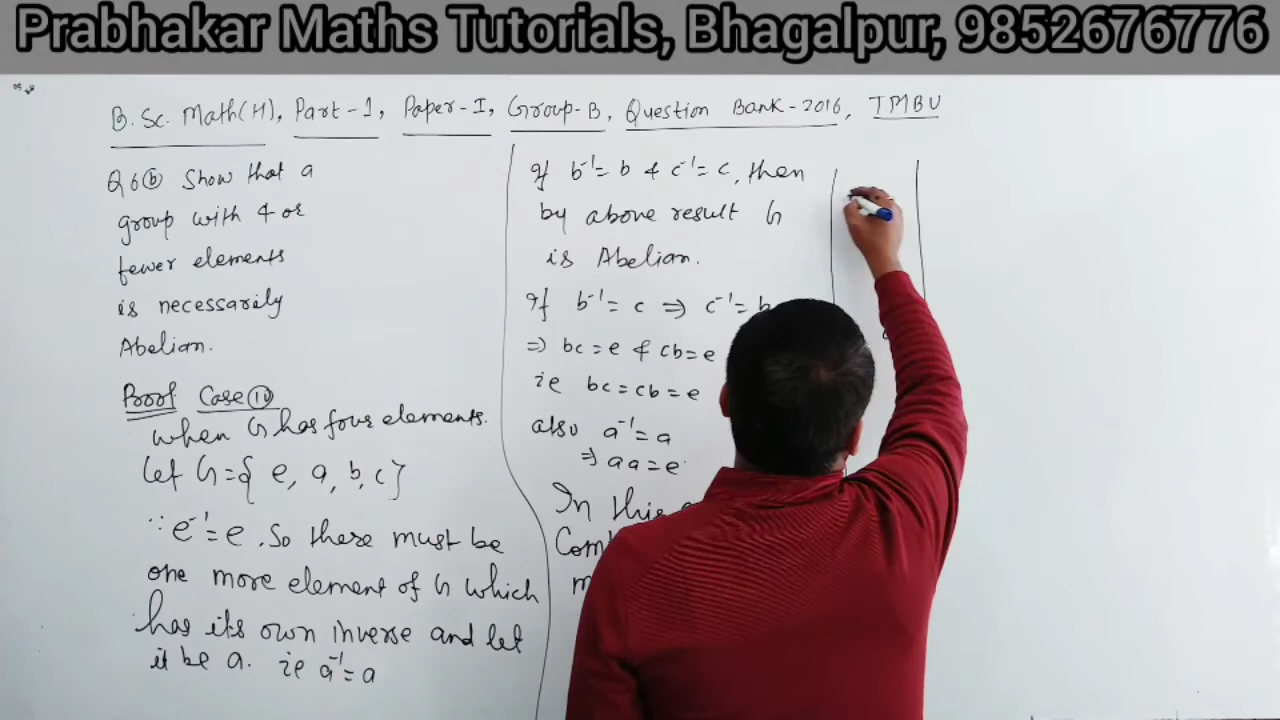 Prabhakar Maths Tutorials, Bhagalpur, 9852676776
B.Sc. Math(H), Part-1, Paper-I, Group-B, Question Bank-2016, TMBU
Q6(b) Show that a
group with 4 or
fewer elements
is necessarily
Abelian.
Proof Case (iv)
when G has four elements.
Let G={ e, a, b, c}
∵ e⁻¹=e. So there must be
one more element of G which
has its own inverse and let
it be a. ie a⁻¹=a
If b⁻¹=b & c⁻¹=c, then
by above result G
is Abelian.
If b⁻¹=c ⇒ c⁻¹=b
⇒ bc=e & cb=e
ie bc=cb=e
also a⁻¹=a
⇒ aa=e
In this